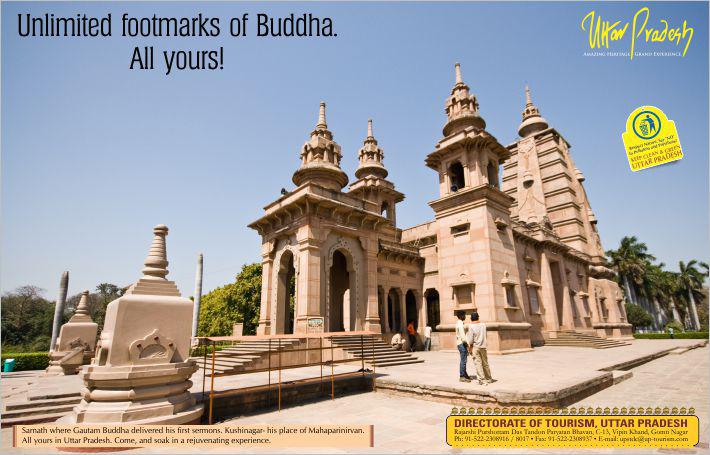 Unlimited footmarks of Buddha.
All yours!
Uttar Pradesh
AMAZING HERITAGE GRAND EXPERIENCE
KEEP CLEAN & GREEN
UTTAR PRADESH
WELCOME
Sarnath where Gautam Buddha delivered his first sermons. Kushinagar- his place of Mahaparinirvan.
All yours in Uttar Pradesh. Come, and soak in a rejuvenating experience.
DIRECTORATE OF TOURISM, UTTAR PRADESH
Rajarshi Purshottam Das Tandon Paryatan Bhavan, C-13, Vipin Khand, Gomti Nagar
Ph: 91-522-2308916 / 8017 • Fax: 91-522-2308937 • E-mail: upstdc@up-tourism.com